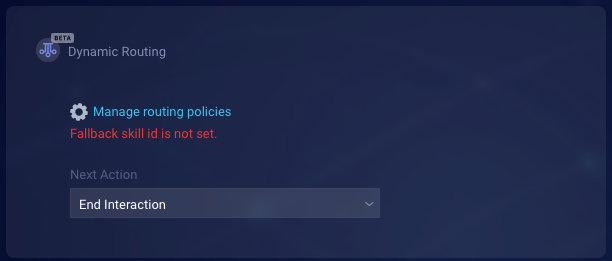 BETA
Dynamic Routing
Manage routing policies
Fallback skill id is not set.
Next Action
End Interaction